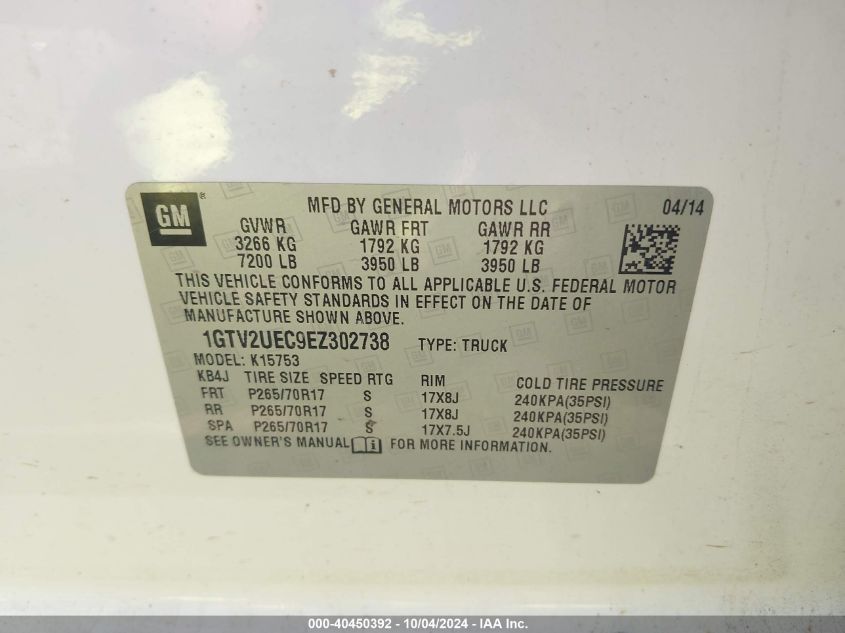 GM ® MFD BY GENERAL MOTORS LLC 04/14
GVWR GAWR FRT GAWR RR
3266 KG 1792 KG 1792 KG
7200 LB 3950 LB 3950 LB
THIS VEHICLE CONFORMS TO ALL APPLICABLE U.S. FEDERAL MOTOR
VEHICLE SAFETY STANDARDS IN EFFECT ON THE DATE OF
MANUFACTURE SHOWN ABOVE.
1GTV2UEC9EZ302738 TYPE: TRUCK
MODEL: K15753
KB4J TIRE SIZE SPEED RTG RIM COLD TIRE PRESSURE
FRT P265/70R17 S 17X8J 240KPA(35PSI)
RR P265/70R17 S 17X8J 240KPA(35PSI)
SPA P265/70R17 S 17X7.5J 240KPA(35PSI)
SEE OWNER'S MANUAL FOR MORE INFORMATION.
000-40450392 - 10/04/2024 - IAA Inc.